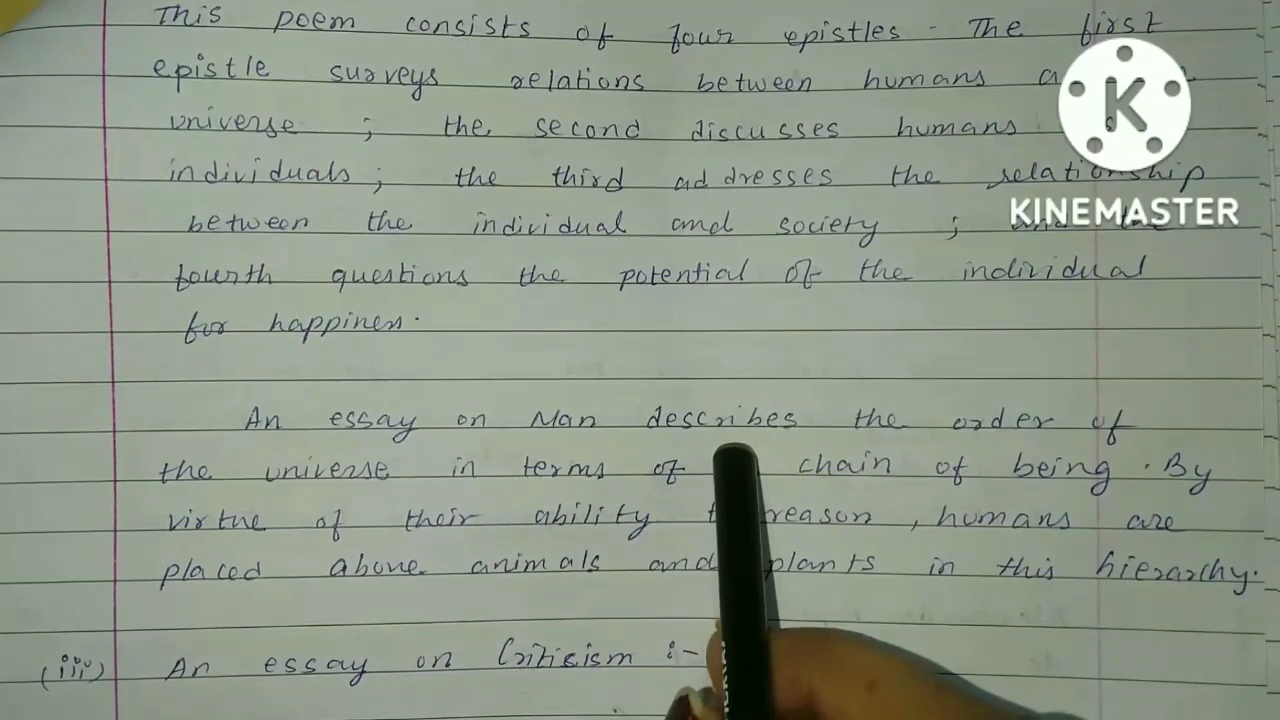 This poem consists of four epistles. The first
epistle surveys relations between humans
universe ; the second discusses humans
individuals ; the third addresses the relationship
between the individual and society ;
fourth questions the potential of the individual
for happiness.
An essay on Man describes the order of
the universe in terms of chain of being. By
virtue of their ability reason, humans are
placed above animals and plants in this hierarchy.
(iii) An essay on Criticism :-
K
KINEMASTER